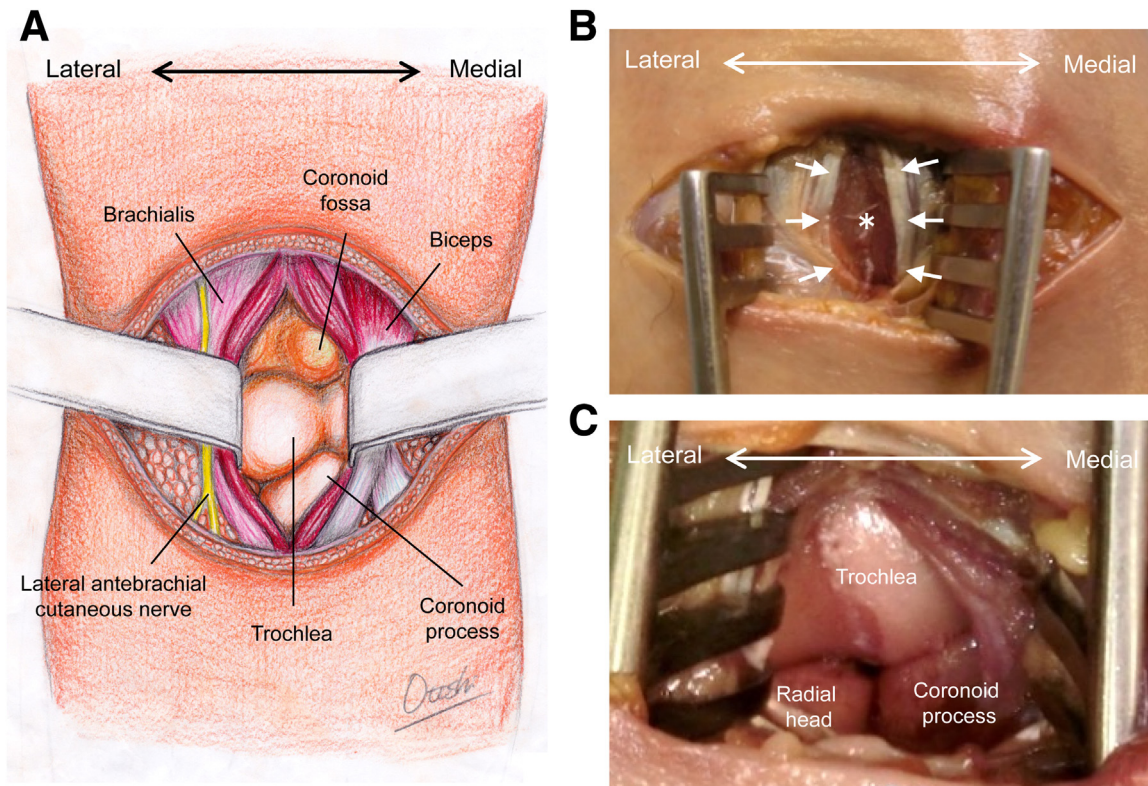 A
Lateral
Medial
Coronoid
fossa
Brachialis
Biceps
Lateral antebrachial
cutaneous nerve
Trochlea
Coronoid
process
B
Lateral
Medial
*
C
Lateral
Medial
Trochlea
Radial
head
Coronoid
process